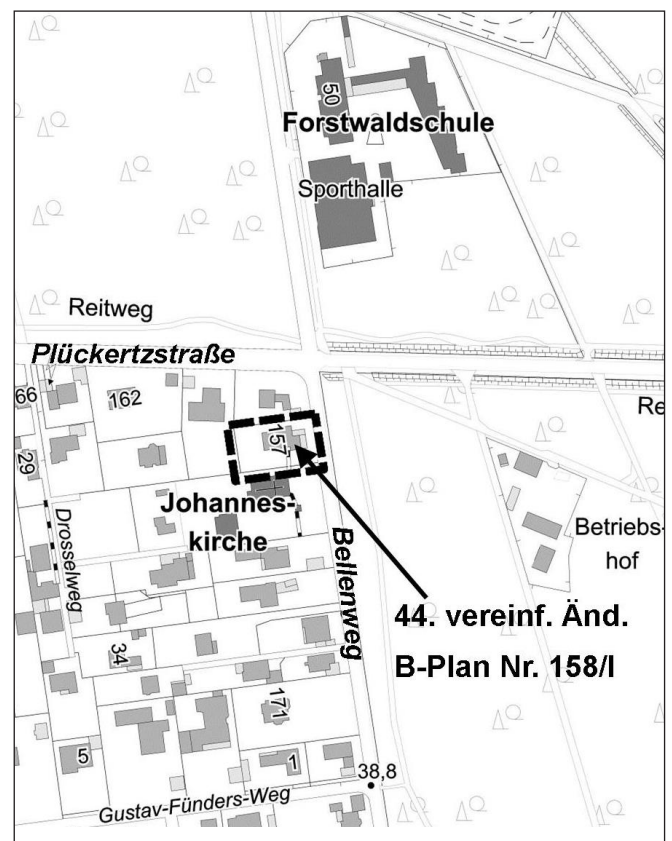 50
Forstwaldschule
Sporthalle
Reitweg
Plückertzstraße
66
162
Re
157
29
Johannes-
kirche
Drosselweg
Bellenweg
Betriebs-
hof
44. vereinf. Änd.
B-Plan Nr. 158/I
34
171
5
1
38,8
Gustav-Fünders-Weg